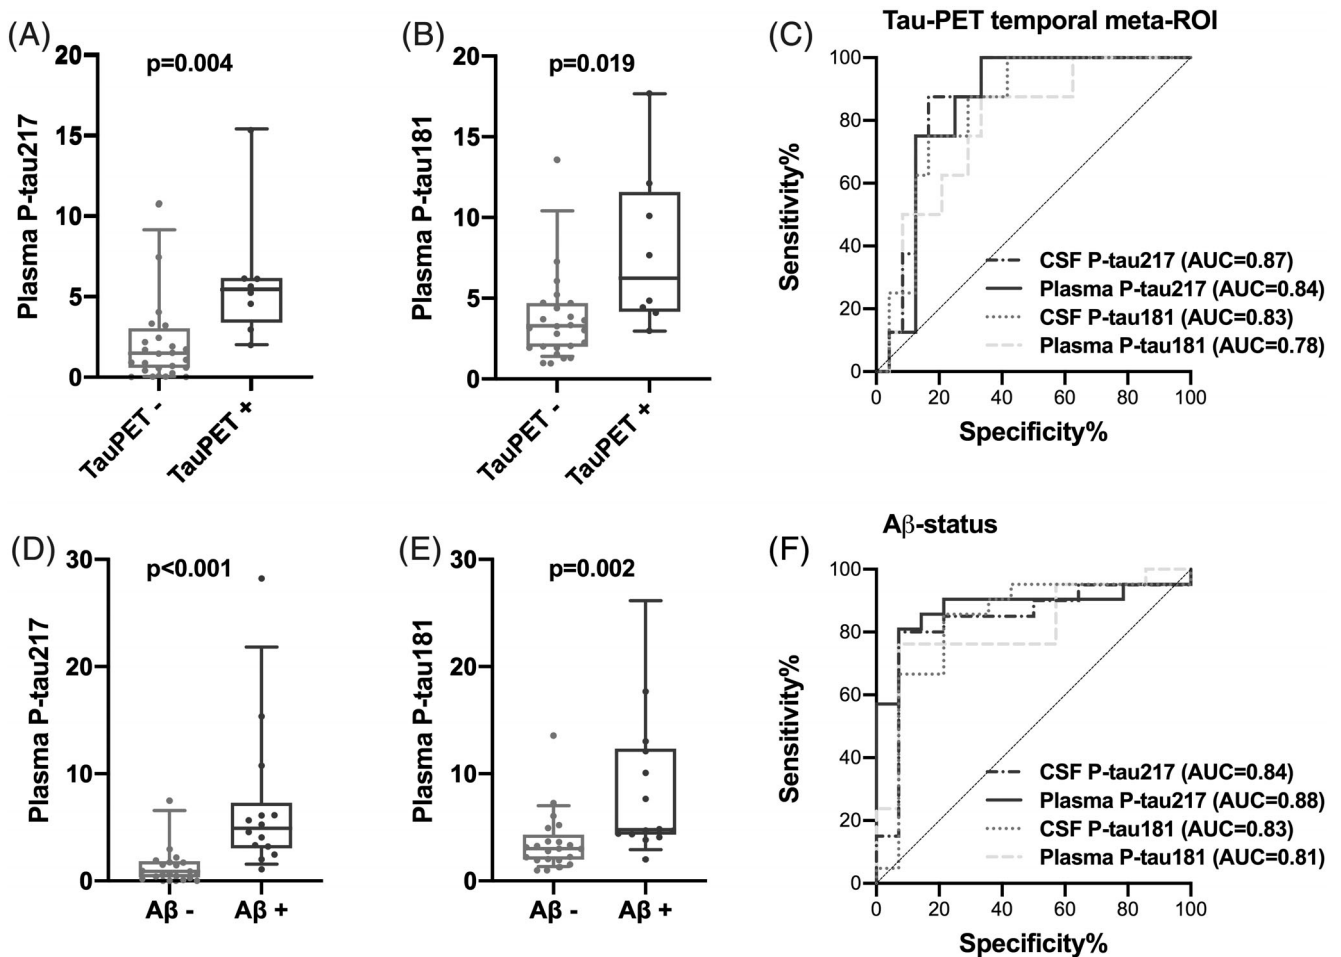 (A)
p=0.004
Plasma P-tau217
20
15
10
5
0
TauPET -
TauPET +
(B)
p=0.019
Plasma P-tau181
20
15
10
5
0
TauPET -
TauPET +
(C)
Tau-PET temporal meta-ROI
Sensitivity%
100
80
60
40
20
0
CSF P-tau217 (AUC=0.87)
Plasma P-tau217 (AUC=0.84)
CSF P-tau181 (AUC=0.83)
Plasma P-tau181 (AUC=0.78)
0 20 40 60 80 100
Specificity%
(D)
p<0.001
Plasma P-tau217
30
20
10
0
Aβ -
Aβ +
(E)
p=0.002
Plasma P-tau181
30
20
10
0
Aβ -
Aβ +
(F)
Aβ-status
Sensitivity%
100
80
60
40
20
0
CSF P-tau217 (AUC=0.84)
Plasma P-tau217 (AUC=0.88)
CSF P-tau181 (AUC=0.83)
Plasma P-tau181 (AUC=0.81)
0 20 40 60 80 100
Specificity%